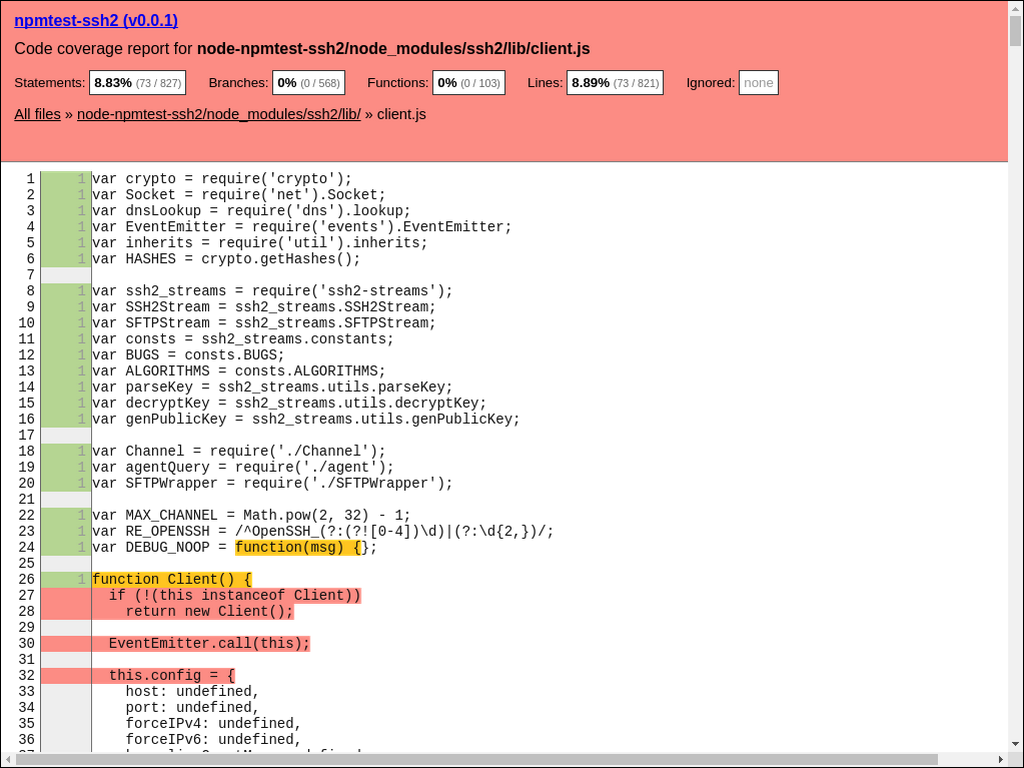 npmtest-ssh2 (v0.0.1)
Code coverage report for node-npmtest-ssh2/node_modules/ssh2/lib/client.js
Statements: 8.83% (73 / 827) Branches: 0% (0 / 568) Functions: 0% (0 / 103) Lines: 8.89% (73 / 821) Ignored: none
All files » node-npmtest-ssh2/node_modules/ssh2/lib/ » client.js
1 1 var crypto = require('crypto');
2 1 var Socket = require('net').Socket;
3 1 var dnsLookup = require('dns').lookup;
4 1 var EventEmitter = require('events').EventEmitter;
5 1 var inherits = require('util').inherits;
6 1 var HASHES = crypto.getHashes();
7
8 1 var ssh2_streams = require('ssh2-streams');
9 1 var SSH2Stream = ssh2_streams.SSH2Stream;
10 1 var SFTPStream = ssh2_streams.SFTPStream;
11 1 var consts = ssh2_streams.constants;
12 1 var BUGS = consts.BUGS;
13 1 var ALGORITHMS = consts.ALGORITHMS;
14 1 var parseKey = ssh2_streams.utils.parseKey;
15 1 var decryptKey = ssh2_streams.utils.decryptKey;
16 1 var genPublicKey = ssh2_streams.utils.genPublicKey;
17
18 1 var Channel = require('./Channel');
19 1 var agentQuery = require('./agent');
20 1 var SFTPWrapper = require('./SFTPWrapper');
21
22 1 var MAX_CHANNEL = Math.pow(2, 32) - 1;
23 1 var RE_OPENSSH = /^OpenSSH_(?:(?![0-4])\d)|(?:\d{2,})/;
24 1 var DEBUG_NOOP = function(msg) {};
25
26 1 function Client() {
27 if (!(this instanceof Client))
28 return new Client();
29
30 EventEmitter.call(this);
31
32 this.config = {
33 host: undefined,
34 port: undefined,
35 forceIPv4: undefined,
36 forceIPv6: undefined,